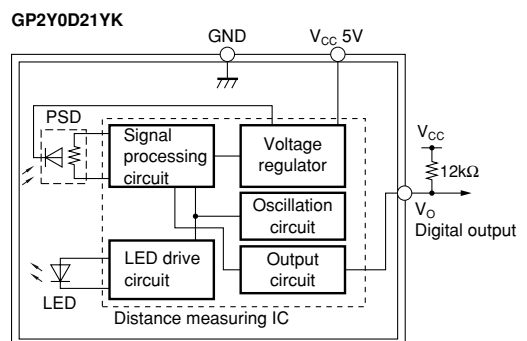 GP2Y0D21YK
GND
VCC 5V
PSD
Signal
processing
circuit
Voltage
regulator
VCC
12kΩ
Oscillation
circuit
VO
Digital output
LED drive
circuit
Output
circuit
LED
Distance measuring IC